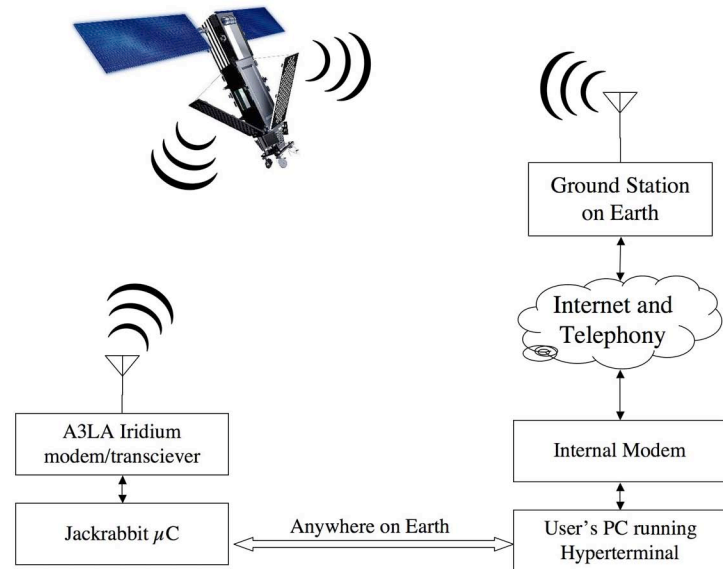 Ground Station
on Earth
Internet and
Telephony
A3LA Iridium
modem/transciever
Internal Modem
Jackrabbit µC
Anywhere on Earth
User's PC running
Hyperterminal